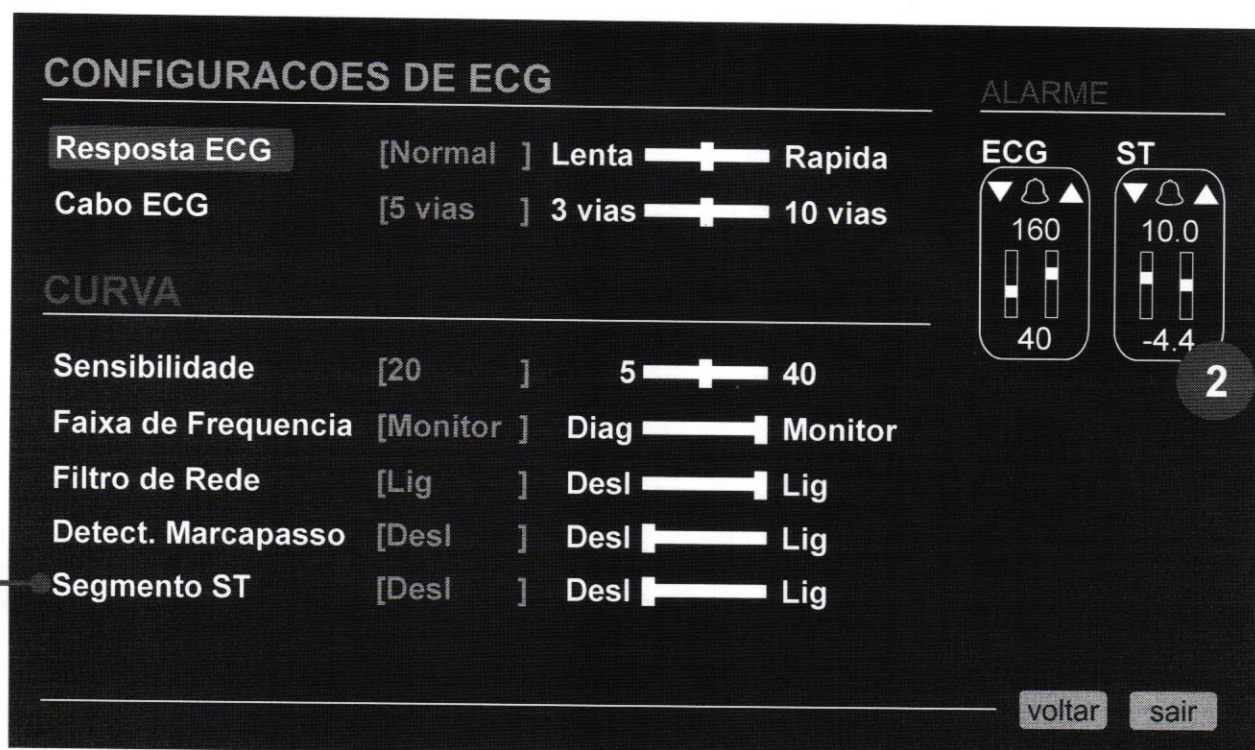 CONFIGURACOES DE ECG
Resposta ECG [Normal ] Lenta Rapida
Cabo ECG [5 vias ] 3 vias 10 vias
CURVA
Sensibilidade [20 ] 5 40
Faixa de Frequencia [Monitor ] Diag Monitor
Filtro de Rede [Lig ] Desl Lig
Detect. Marcapasso [Desl ] Desl Lig
Segmento ST [Desl ] Desl Lig
ALARME
ECG ST
160 10.0
40 -4.4
2
voltar sair